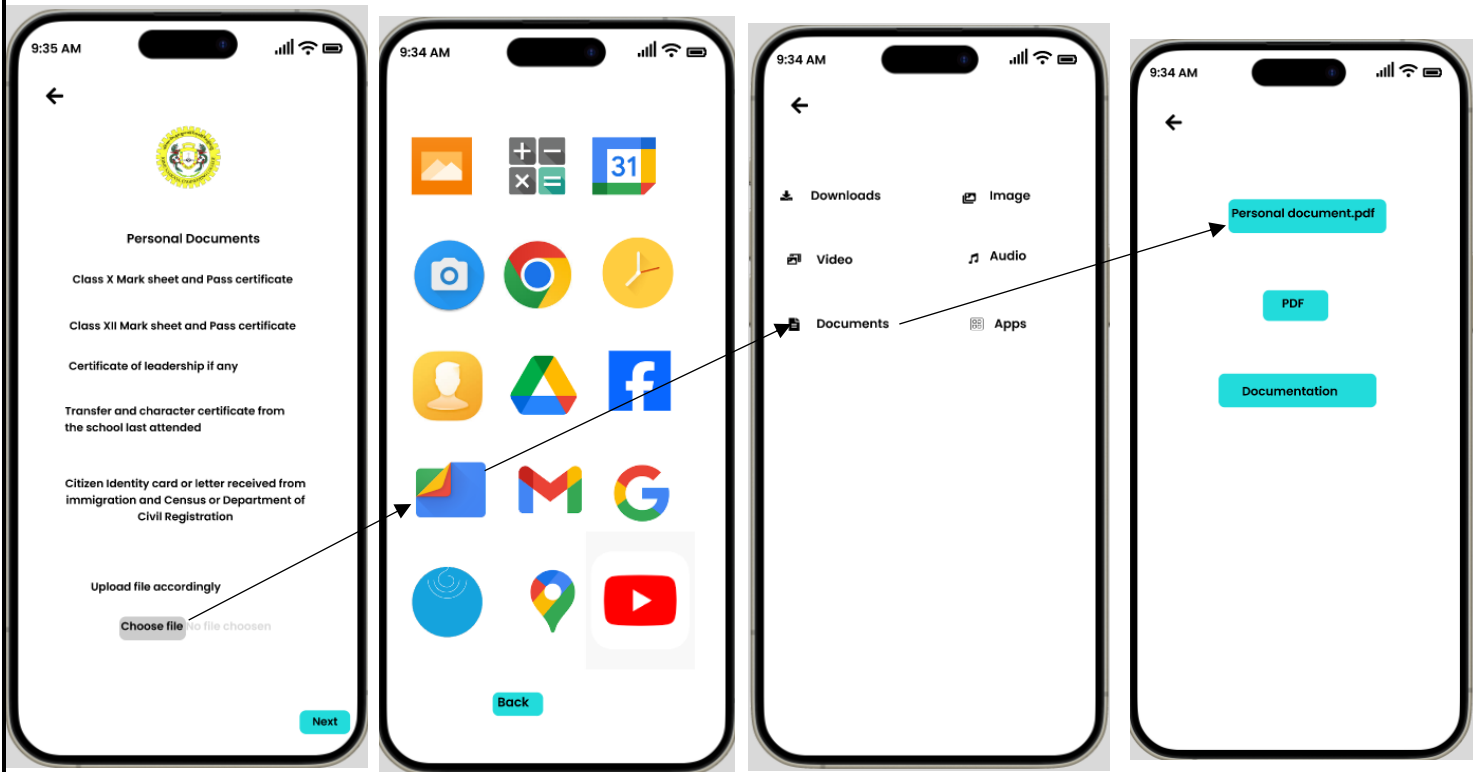 9:35 AM
Personal Documents
Class X Mark sheet and Pass certificate
Class XII Mark sheet and Pass certificate
Certificate of leadership if any
Transfer and character certificate from
the school last attended
Citizen Identity card or letter received from
immigration and Census or Department of
Civil Registration
Upload file accordingly
Choose file No file choosen
Next
9:34 AM
31
Back
9:34 AM
Downloads
Image
Video
Audio
Documents
Apps
9:34 AM
Personal document.pdf
PDF
Documentation